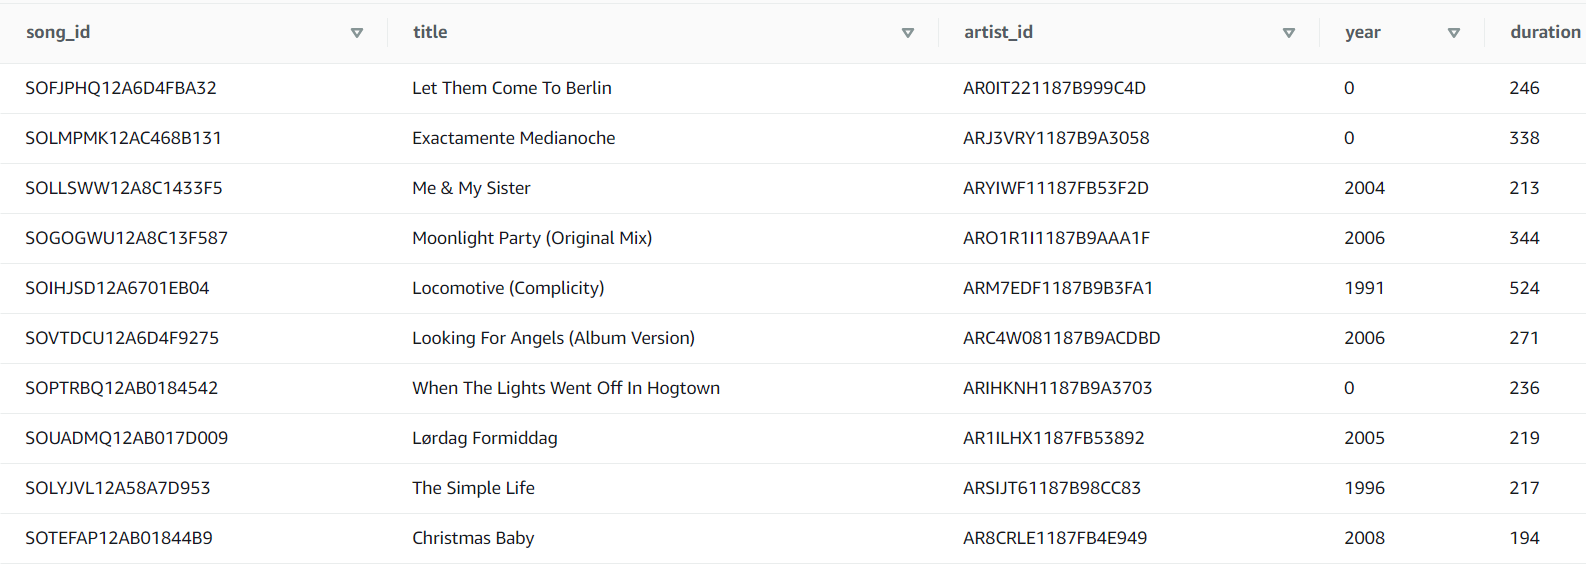 song_id title artist_id year duration
SOFJPHQ12A6D4FBA32 Let Them Come To Berlin AR0IT221187B999C4D 0 246
SOLMPMK12AC468B131 Exactamente Medianoche ARJ3VRY1187B9A3058 0 338
SOLLSWW12A8C1433F5 Me & My Sister ARYIWF11187FB53F2D 2004 213
SOGOGWU12A8C13F587 Moonlight Party (Original Mix) ARO1R1I1187B9AAA1F 2006 344
SOIHJSD12A6701EB04 Locomotive (Complicity) ARM7EDF1187B9B3FA1 1991 524
SOVTDCU12A6D4F9275 Looking For Angels (Album Version) ARC4W081187B9ACDBD 2006 271
SOPTRBQ12AB0184542 When The Lights Went Off In Hogtown ARIHKNH1187B9A3703 0 236
SOUADMQ12AB017D009 Lørdag Formiddag AR1ILHX1187FB53892 2005 219
SOLYJVL12A58A7D953 The Simple Life ARSIJT61187B98CC83 1996 217
SOTEFAP12AB01844B9 Christmas Baby AR8CRLE1187FB4E949 2008 194